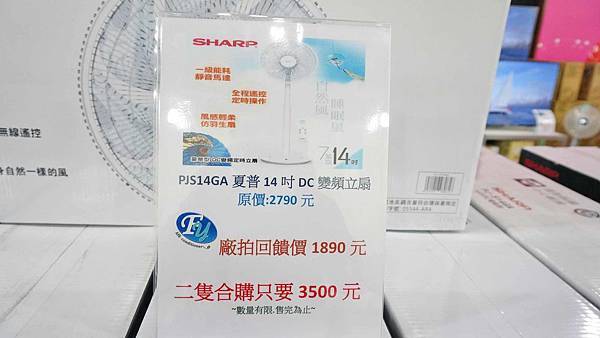 SHARP
一級能耗
靜音馬達
全程遙控
定時操作
風感輕柔
仿羽生扇
自然風
睡眠風
7
14吋
PJS14GA 夏普 14 吋 DC 變頻立扇
原價:2790 元
Fy
廠拍回饋價 1890 元
二隻合購只要 3500 元
~數量有限.售完為止~
無線遙控
身自然一樣的風